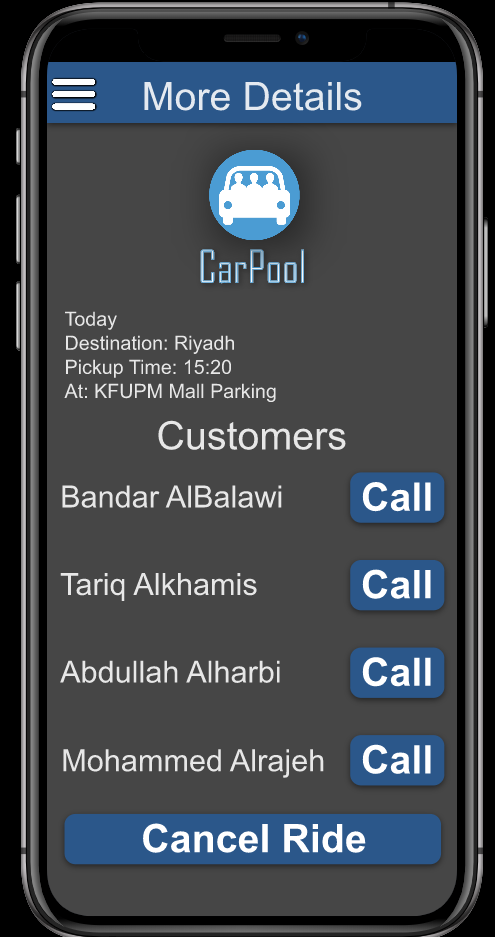 More Details
CarPool
Today
Destination: Riyadh
Pickup Time: 15:20
At: KFUPM Mall Parking
Customers
Bandar AlBalawi Call
Tariq Alkhamis Call
Abdullah Alharbi Call
Mohammed Alrajeh Call
Cancel Ride